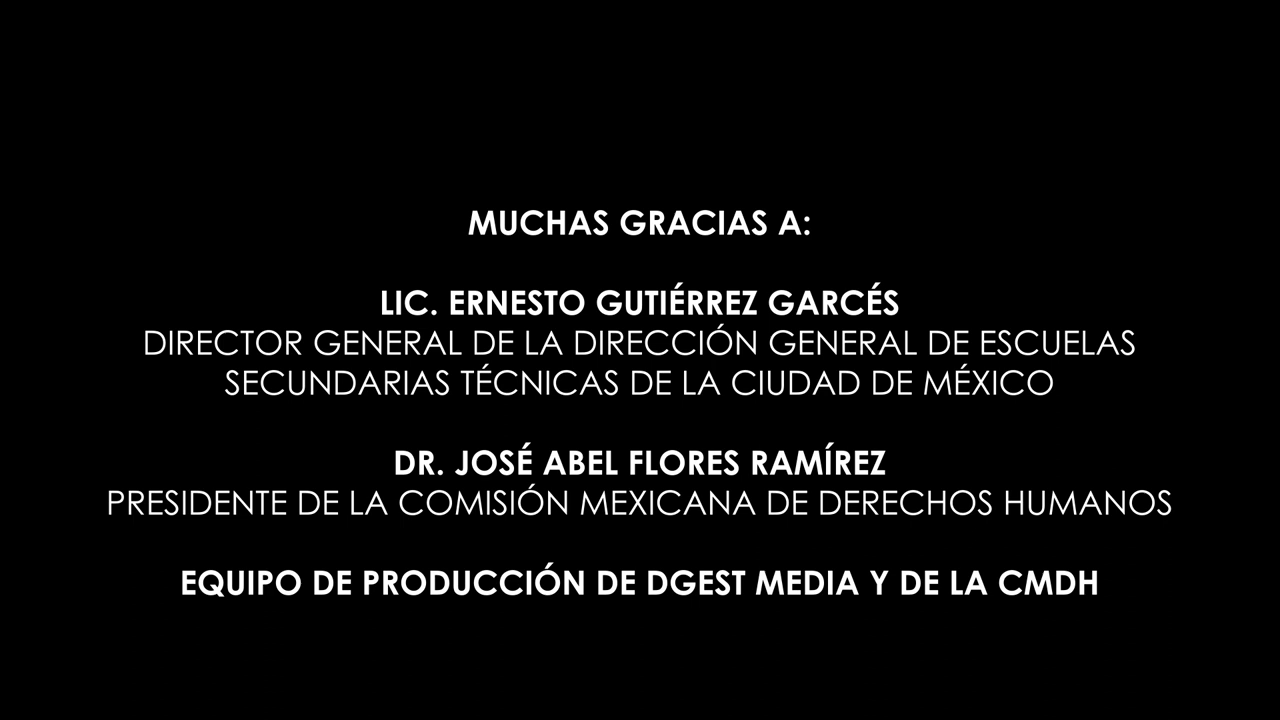 MUCHAS GRACIAS A:
LIC. ERNESTO GUTIÉRREZ GARCÉS
DIRECTOR GENERAL DE LA DIRECCIÓN GENERAL DE ESCUELAS
SECUNDARIAS TÉCNICAS DE LA CIUDAD DE MÉXICO
DR. JOSÉ ABEL FLORES RAMÍREZ
PRESIDENTE DE LA COMISIÓN MEXICANA DE DERECHOS HUMANOS
EQUIPO DE PRODUCCIÓN DE DGEST MEDIA Y DE LA CMDH